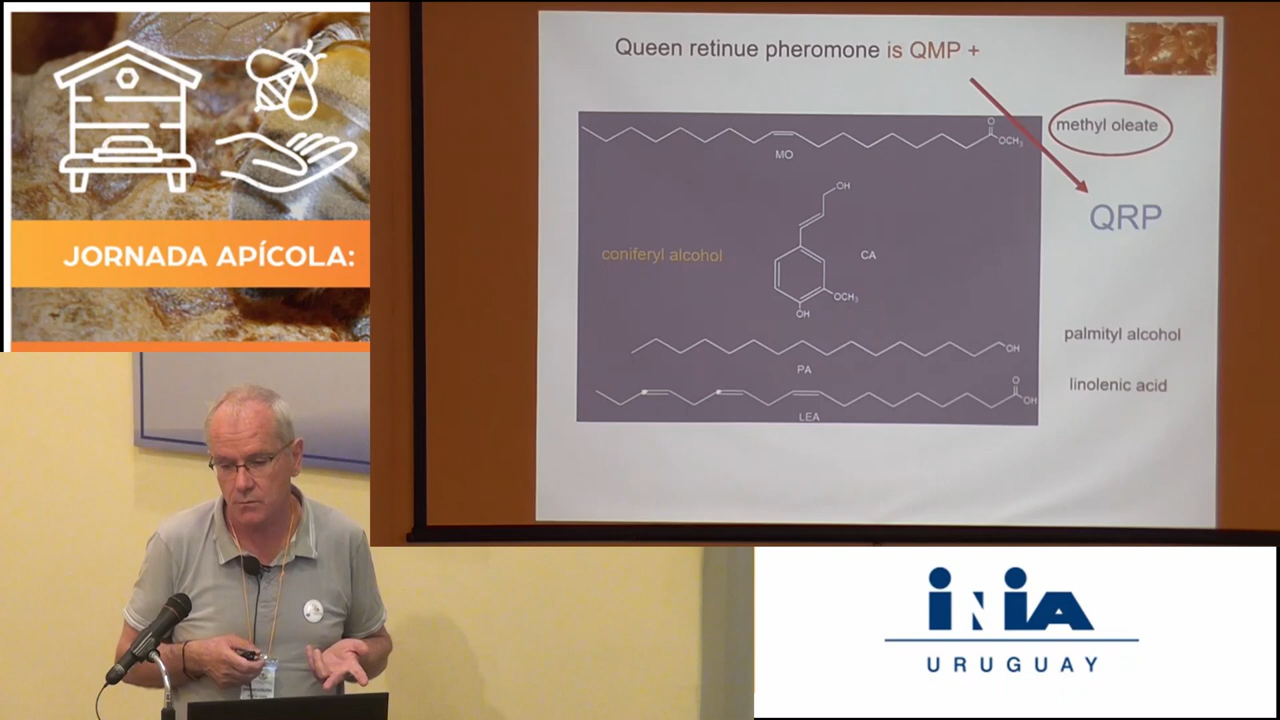 JORNADA APÍCOLA:
Queen retinue pheromone is QMP +
methyl oleate
O
OCH3
MO
QRP
OH
coniferyl alcohol
CA
OCH3
OH
palmityl alcohol
OH
PA
linolenic acid
O
OH
LEA
INIA
URUGUAY